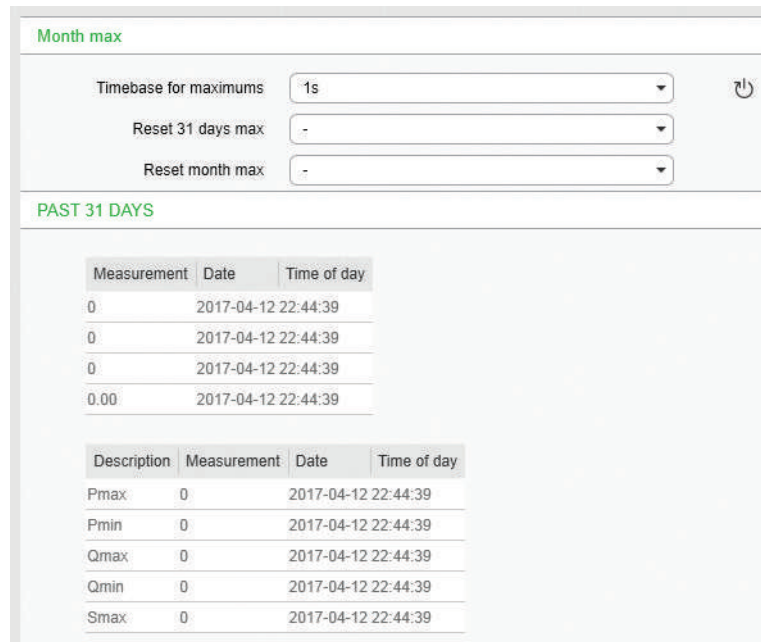 Month max
Timebase for maximums 1s
Reset 31 days max -
Reset month max -
PAST 31 DAYS
Measurement Date Time of day
0 2017-04-12 22:44:39
0 2017-04-12 22:44:39
0 2017-04-12 22:44:39
0.00 2017-04-12 22:44:39
Description Measurement Date Time of day
Pmax 0 2017-04-12 22:44:39
Pmin 0 2017-04-12 22:44:39
Qmax 0 2017-04-12 22:44:39
Qmin 0 2017-04-12 22:44:39
Smax 0 2017-04-12 22:44:39